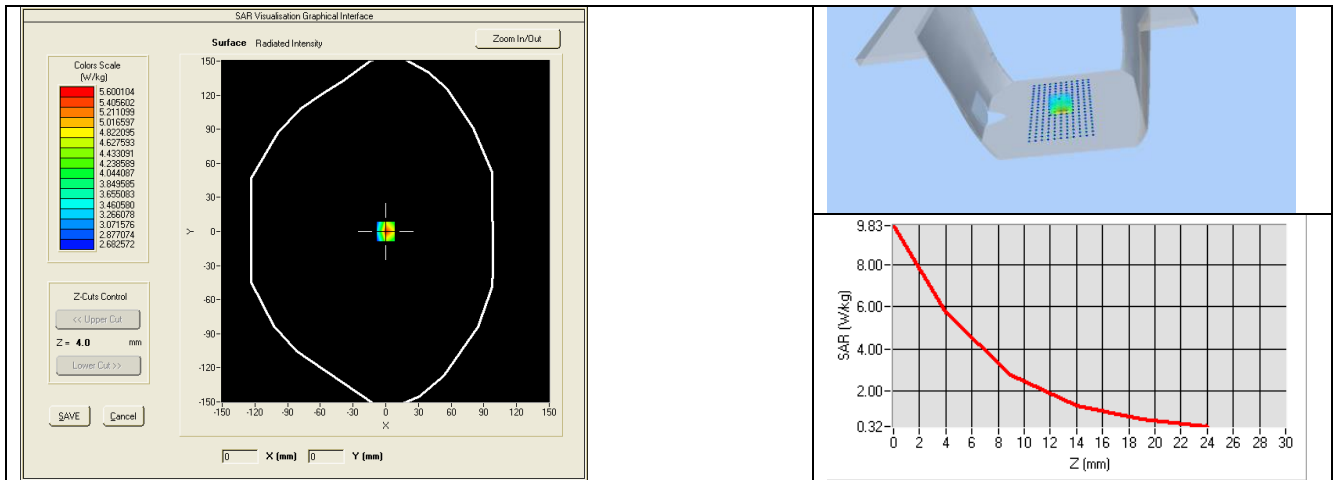 SAR Visualisation Graphical Interface
Surface Radiated Intensity
Zoom In/Out
Colors Scale
(W/kg)
5.600104
5.405602
5.211099
5.016597
4.822095
4.627593
4.433091
4.238589
4.044087
3.849585
3.655083
3.460580
3.266078
3.071576
2.877074
2.682572
Z-Cuts Control
<< Upper Cut
Z = 4.0 mm
Lower Cut >>
SAVE Cancel
150
120
90
60
30
0
-30
-60
-90
-120
-150
Y
-150 -120 -90 -60 -30 0 30 60 90 120 150
X
0 X (mm) 0 Y (mm)
9.83
8.00
6.00
4.00
2.00
0.32
SAR (W/kg)
0 2 4 6 8 10 12 14 16 18 20 22 24 26 28 30
Z (mm)